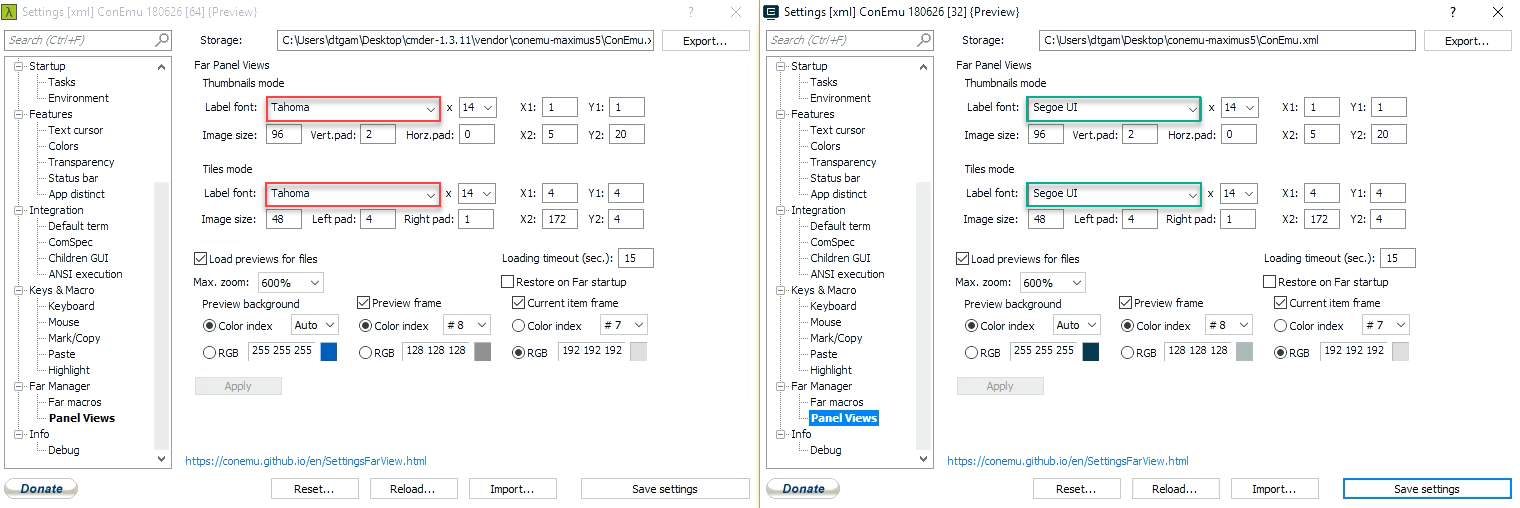 Settings [xml] ConEmu 180626 [64] {Preview}
Search (Ctrl+F)
Storage:
C:\Users\dtgam\Desktop\cmder-1.3.11\vendor\conemu-maximus5\ConEmu.x
Export...
Startup
Tasks
Environment
Features
Text cursor
Colors
Transparency
Status bar
App distinct
Integration
Default term
ComSpec
Children GUI
ANSI execution
Keys & Macro
Keyboard
Mouse
Mark/Copy
Paste
Highlight
Far Manager
Far macros
Panel Views
Info
Debug
Far Panel Views
Thumbnails mode
Label font: Tahoma x 14 X1: 1 Y1: 1
Image size: 96 Vert.pad: 2 Horz.pad: 0 X2: 5 Y2: 20
Tiles mode
Label font: Tahoma x 14 X1: 4 Y1: 4
Image size: 48 Left pad: 4 Right pad: 1 X2: 172 Y2: 4
Load previews for files Loading timeout (sec.): 15
Max. zoom: 600% Restore on Far startup
Preview background Preview frame Current item frame
Color index Auto Color index # 8 Color index # 7
RGB 255 255 255 RGB 128 128 128 RGB 192 192 192
Apply
https://conemu.github.io/en/SettingsFarView.html
Donate Reset... Reload... Import... Save settings
Settings [xml] ConEmu 180626 [32] {Preview}
Search (Ctrl+F)
Storage:
C:\Users\dtgam\Desktop\conemu-maximus5\ConEmu.xml
Export...
Startup
Tasks
Environment
Features
Text cursor
Colors
Transparency
Status bar
App distinct
Integration
Default term
ComSpec
Children GUI
ANSI execution
Keys & Macro
Keyboard
Mouse
Mark/Copy
Paste
Highlight
Far Manager
Far macros
Panel Views
Info
Debug
Far Panel Views
Thumbnails mode
Label font: Segoe UI x 14 X1: 1 Y1: 1
Image size: 96 Vert.pad: 2 Horz.pad: 0 X2: 5 Y2: 20
Tiles mode
Label font: Segoe UI x 14 X1: 4 Y1: 4
Image size: 48 Left pad: 4 Right pad: 1 X2: 172 Y2: 4
Load previews for files Loading timeout (sec.): 15
Max. zoom: 600% Restore on Far startup
Preview background Preview frame Current item frame
Color index Auto Color index # 8 Color index # 7
RGB 255 255 255 RGB 128 128 128 RGB 192 192 192
Apply
https://conemu.github.io/en/SettingsFarView.html
Donate Reset... Reload... Import... Save settings